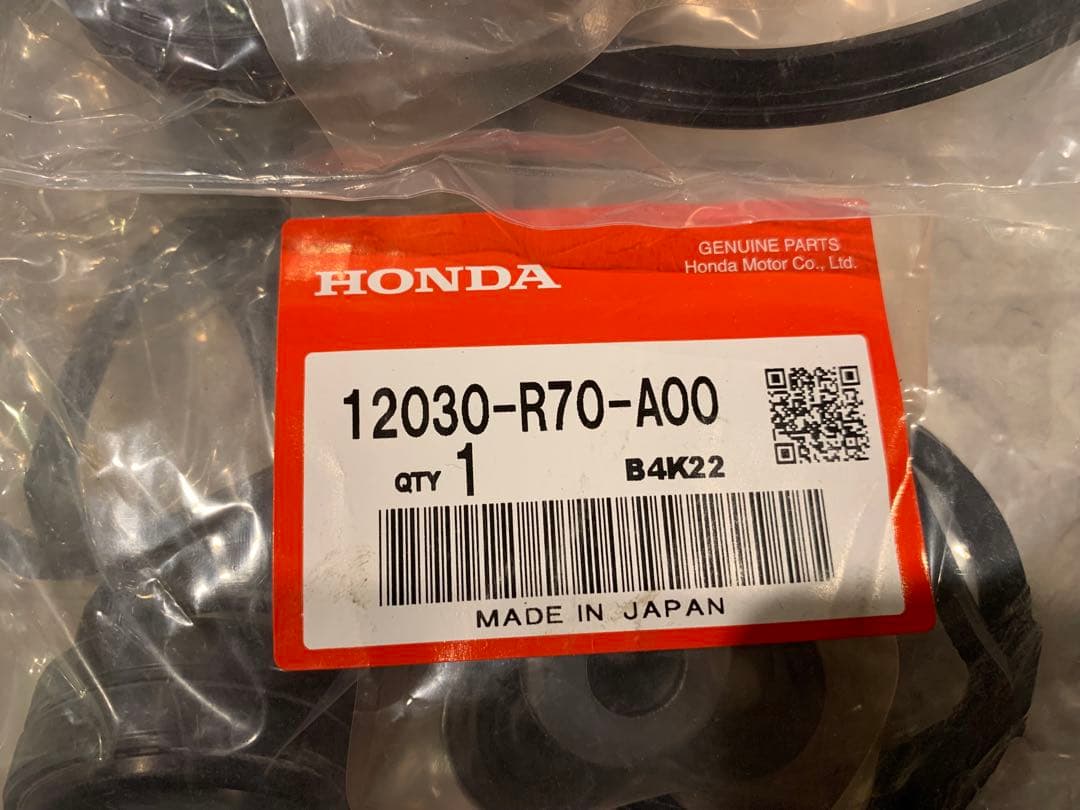 HONDA
GENUINE PARTS
Honda Motor Co., Ltd.
12030-R70-A00
QTY 1
B4K22
MADE IN JAPAN